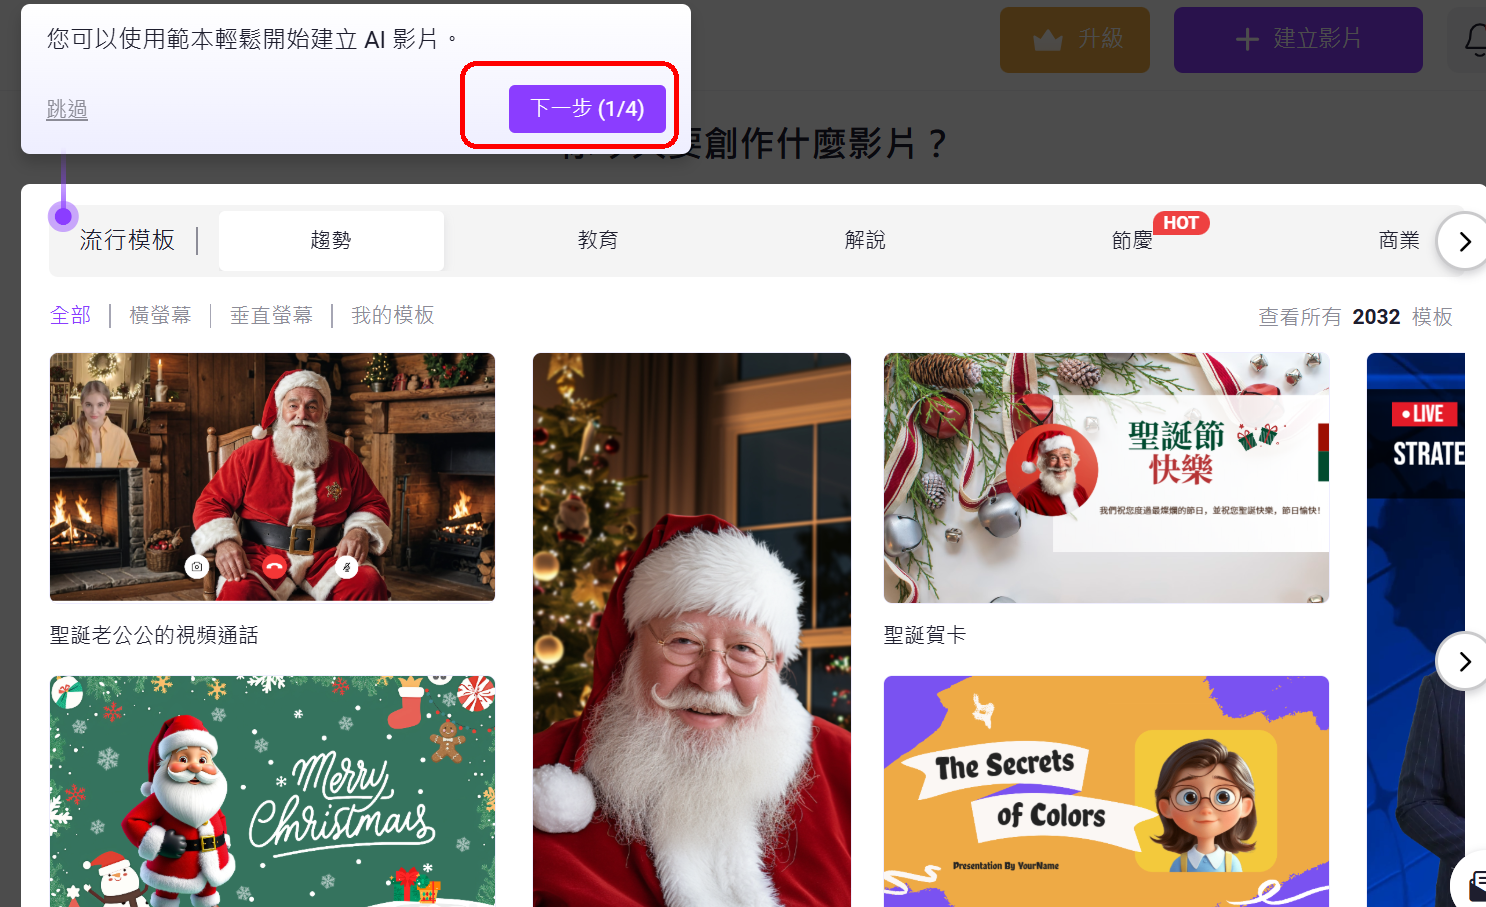 您可以使用範本輕鬆開始建立 AI 影片。
跳過
下一步 (1/4)
升級
建立影片
要創作什麼影片？
流行模板
趨勢
教育
解說
節慶
HOT
商業
全部
橫螢幕
垂直螢幕
我的模板
查看所有 2032 模板
聖誕節
快樂
我們祝您度過最燦爛的節日，並祝您聖誕快樂，節日愉快！
LIVE
STRATE
聖誕老公公的視頻通話
聖誕賀卡
Merry
Christmas
The Secrets
of Colors
Presentation By YourName